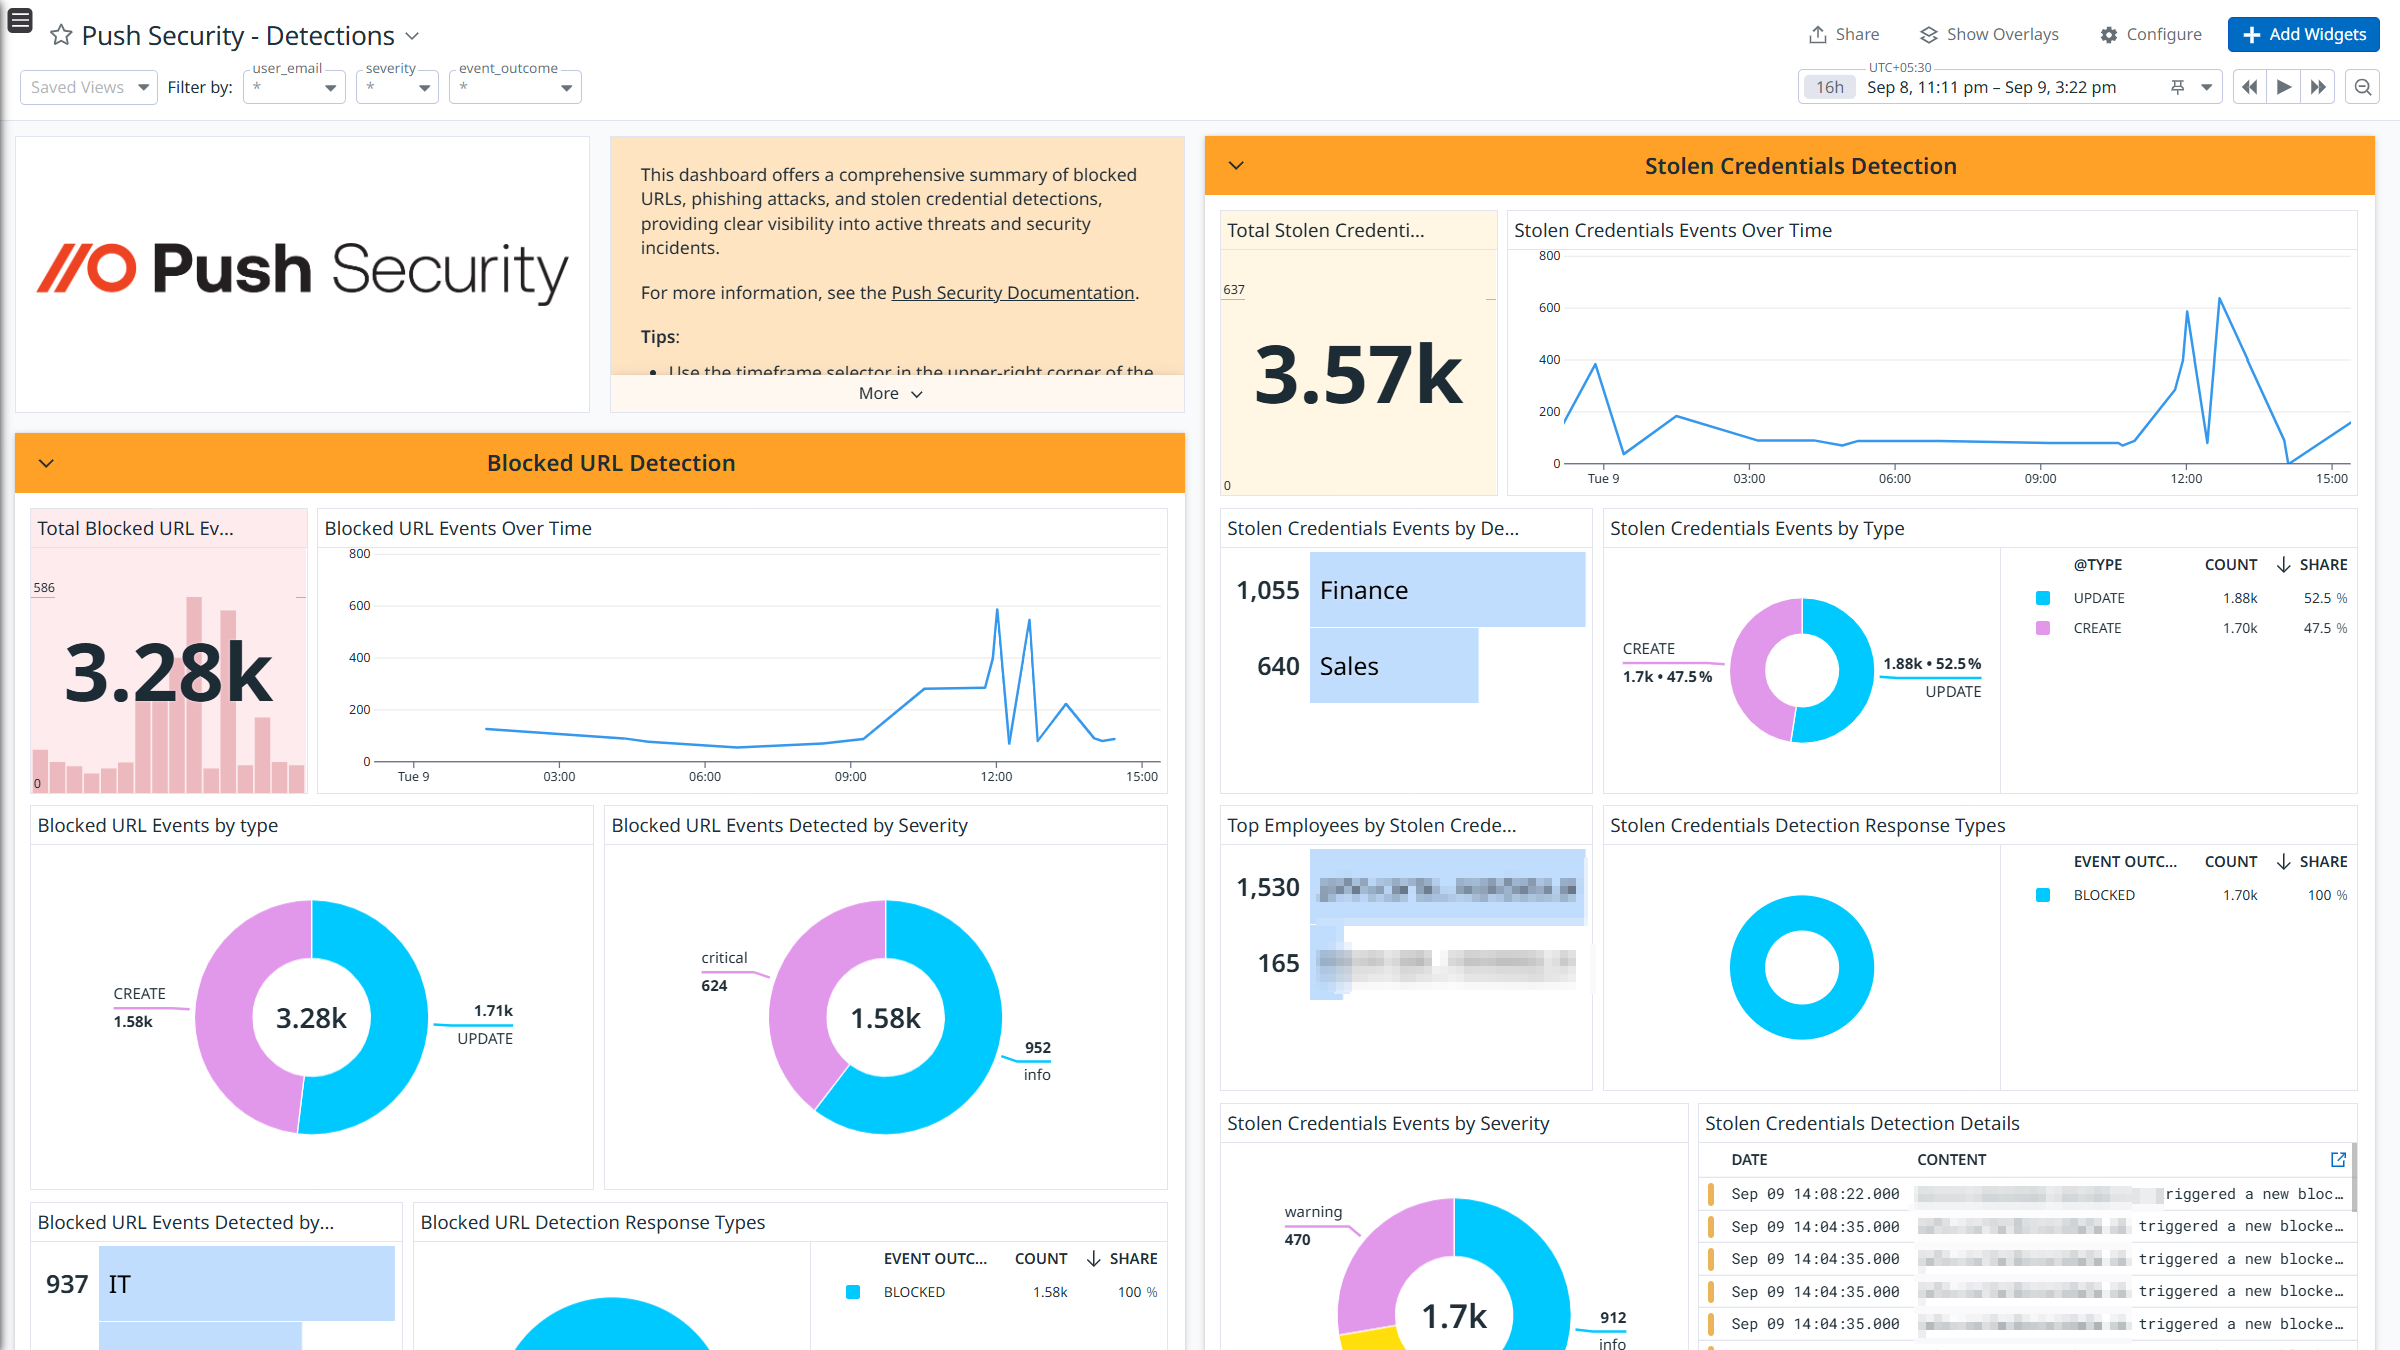 Push Security - Detections
Share
Show Overlays
Configure
Add Widgets
Saved Views
Filter by:
user_email
*
severity
*
event_outcome
*
UTC+05:30
16h
Sep 8, 11:11 pm – Sep 9, 3:22 pm
Push Security
This dashboard offers a comprehensive summary of blocked
URLs, phishing attacks, and stolen credential detections,
providing clear visibility into active threats and security
incidents.
For more information, see the Push Security Documentation.
Tips:
• Use the timeframe selector in the upper-right corner of the
More
Blocked URL Detection
Total Blocked URL Ev...
586
3.28k
0
Blocked URL Events Over Time
800
600
400
200
0
Tue 9
03:00
06:00
09:00
12:00
15:00
Blocked URL Events by type
CREATE
1.58k
3.28k
1.71k
UPDATE
Blocked URL Events Detected by Severity
critical
624
1.58k
952
info
Blocked URL Events Detected by...
937 IT
Blocked URL Detection Response Types
EVENT OUTC... COUNT SHARE
BLOCKED 1.58k 100 %
Stolen Credentials Detection
Total Stolen Credenti...
637
3.57k
0
Stolen Credentials Events Over Time
800
600
400
200
0
Tue 9
03:00
06:00
09:00
12:00
15:00
Stolen Credentials Events by De...
1,055 Finance
640 Sales
Stolen Credentials Events by Type
CREATE
1.7k • 47.5%
1.88k • 52.5%
UPDATE
@TYPE COUNT SHARE
UPDATE 1.88k 52.5 %
CREATE 1.70k 47.5 %
Top Employees by Stolen Crede...
1,530
165
Stolen Credentials Detection Response Types
EVENT OUTC... COUNT SHARE
BLOCKED 1.70k 100 %
Stolen Credentials Events by Severity
warning
470
1.7k
912
info
Stolen Credentials Detection Details
DATE CONTENT
Sep 09 14:08:22.000 riggered a new bloc...
Sep 09 14:04:35.000 triggered a new blocke...
Sep 09 14:04:35.000 triggered a new blocke...
Sep 09 14:04:35.000 triggered a new blocke...
Sep 09 14:04:35.000 triggered a new blocke...